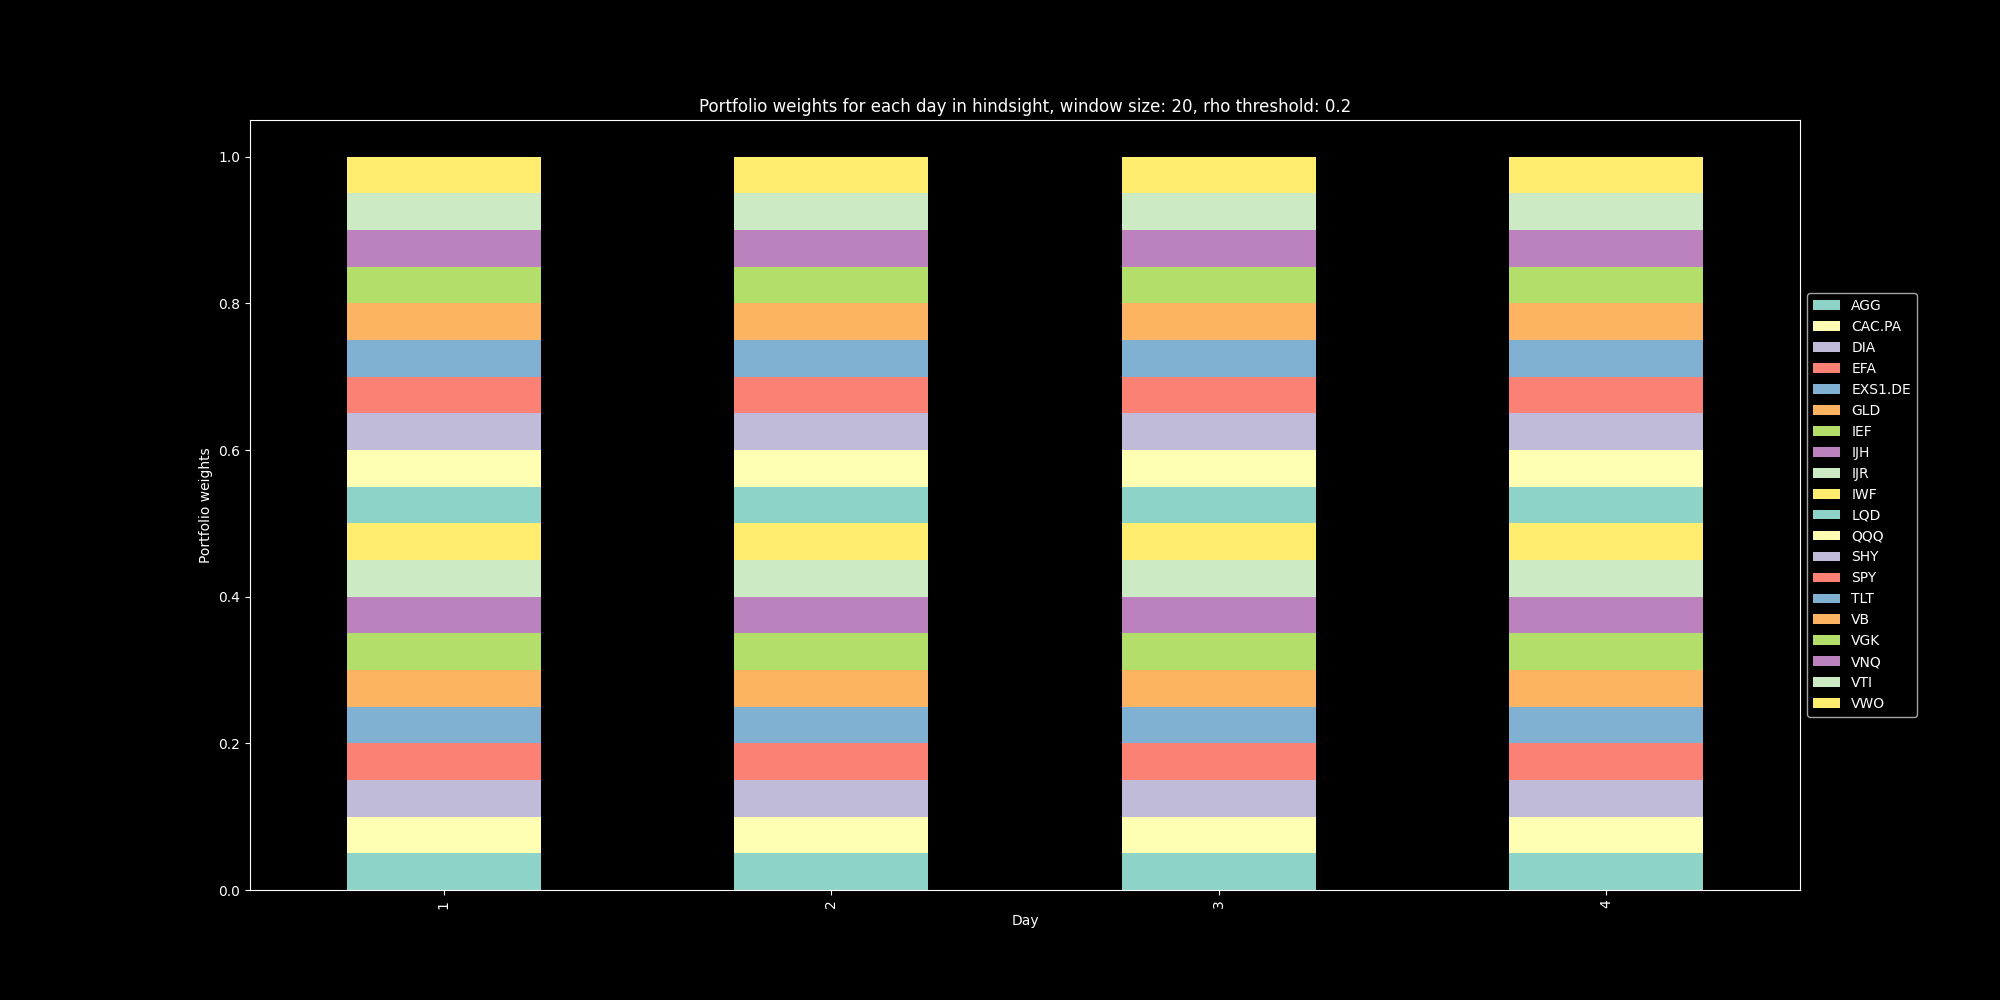 Portfolio weights for each day in hindsight, window size: 20, rho threshold: 0.2
1.0
0.8
0.6
0.4
0.2
0.0
Portfolio weights
1
2
3
4
Day
AGG
CAC.PA
DIA
EFA
EXS1.DE
GLD
IEF
IJH
IJR
IWF
LQD
QQQ
SHY
SPY
TLT
VB
VGK
VNQ
VTI
VWO